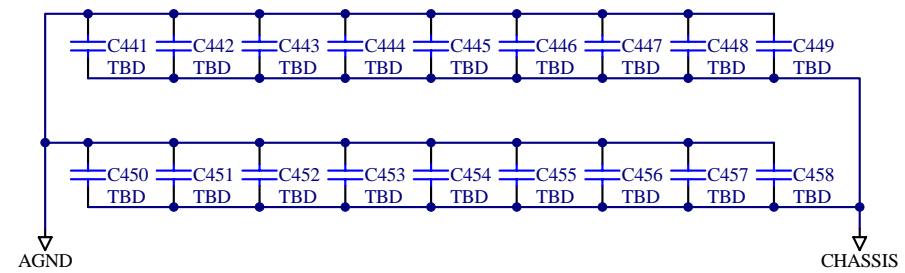 C441 C442 C443 C444 C445 C446 C447 C448 C449
TBD TBD TBD TBD TBD TBD TBD TBD TBD
C450 C451 C452 C453 C454 C455 C456 C457 C458
TBD TBD TBD TBD TBD TBD TBD TBD TBD
AGND CHASSIS